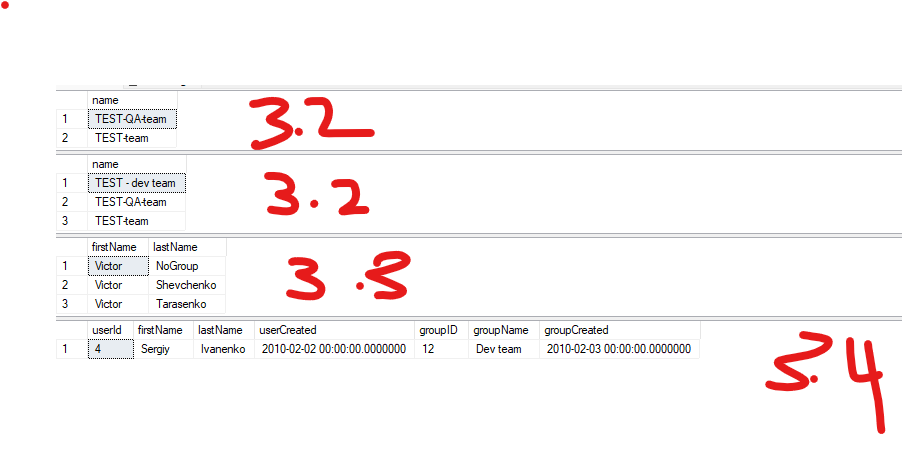 name
1 TEST-QA-team 3.2
2 TEST-team
name
1 TEST - dev team 3.2
2 TEST-QA-team
3 TEST-team
firstName lastName
1 Victor NoGroup 3.3
2 Victor Shevchenko
3 Victor Tarasenko
userId firstName lastName userCreated groupID groupName groupCreated
1 4 Sergiy Ivanenko 2010-02-02 00:00:00.0000000 12 Dev team 2010-02-03 00:00:00.0000000
3.4